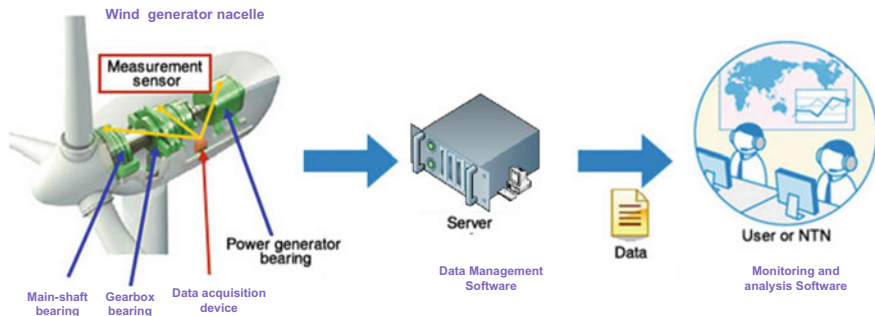 Wind generator nacelle
Measurement
sensor
Power generator
bearing
Main-shaft
bearing
Gearbox
bearing
Data acquisition
device
Server
Data Management
Software
Data
User or NTN
Monitoring and
analysis Software